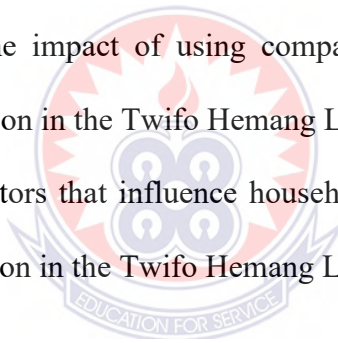 e impact of using compa
on in the Twifo Hemang L
tors that influence househ
on in the Twifo Hemang L
EDUCATION FOR SERVICE